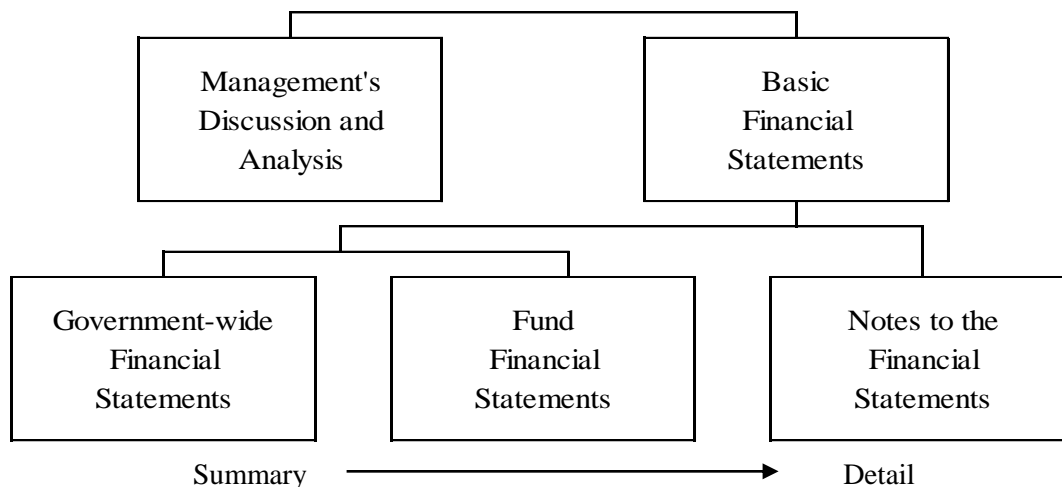 Management's
Discussion and
Analysis
Basic
Financial
Statements
Government-wide
Financial
Statements
Fund
Financial
Statements
Notes to the
Financial
Statements
Summary
Detail